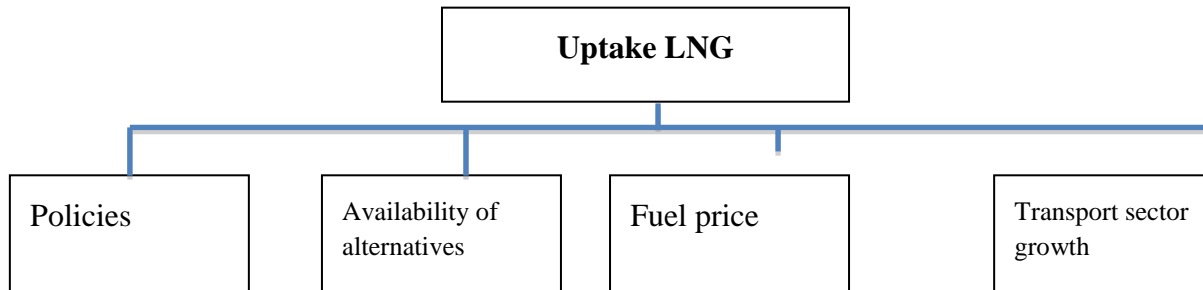 Uptake LNG
Policies
Availability of
alternatives
Fuel price
Transport sector
growth